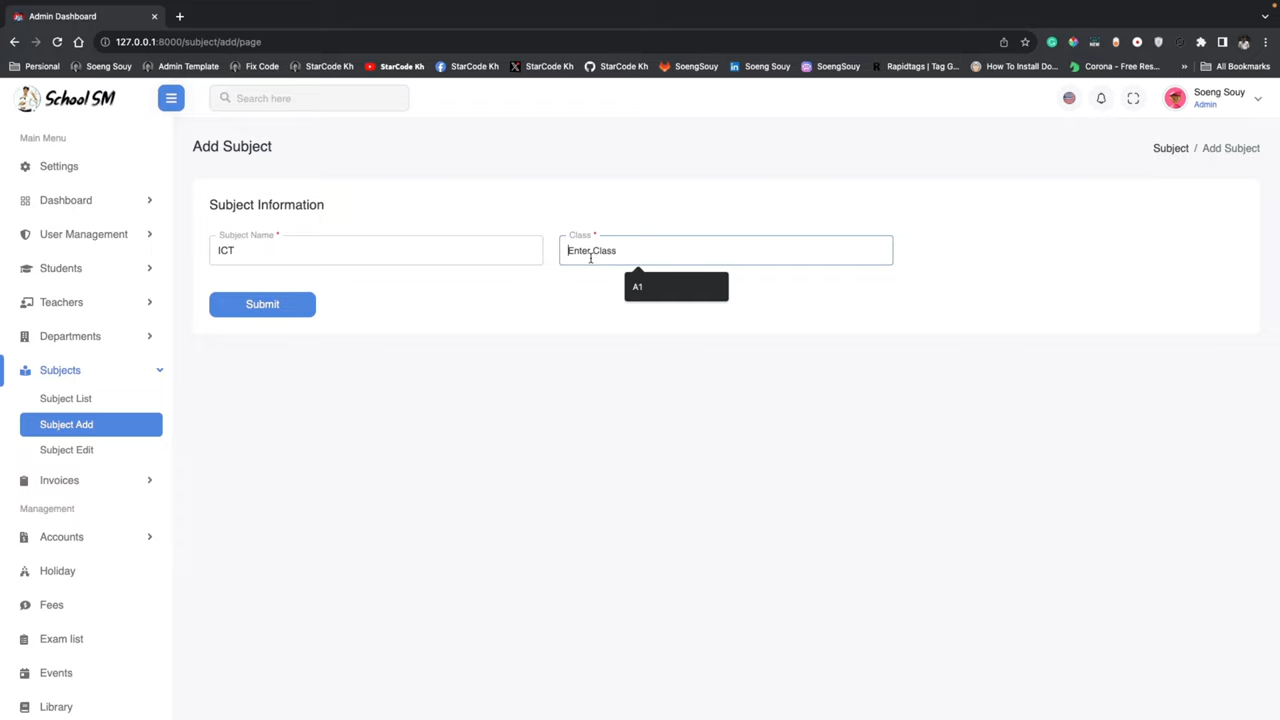 Admin Dashboard
127.0.0.1:8000/subject/add/page
Personal
Soeng Souy
Admin Template
Fix Code
StarCode Kh
StarCode Kh
StarCode Kh
StarCode Kh
StarCode Kh
SoengSouy
Soeng Souy
SoengSouy
Rapidtags | Tag G...
How To Install Do...
Corona - Free Res...
»
All Bookmarks
School SM
Search here
Soeng Souy
Admin
Main Menu
Settings
Dashboard
User Management
Students
Teachers
Departments
Subjects
Subject List
Subject Add
Subject Edit
Invoices
Management
Accounts
Holiday
Fees
Exam list
Events
Library
Add Subject
Subject / Add Subject
Subject Information
Subject Name *
ICT
Class *
Enter Class
A1
Submit